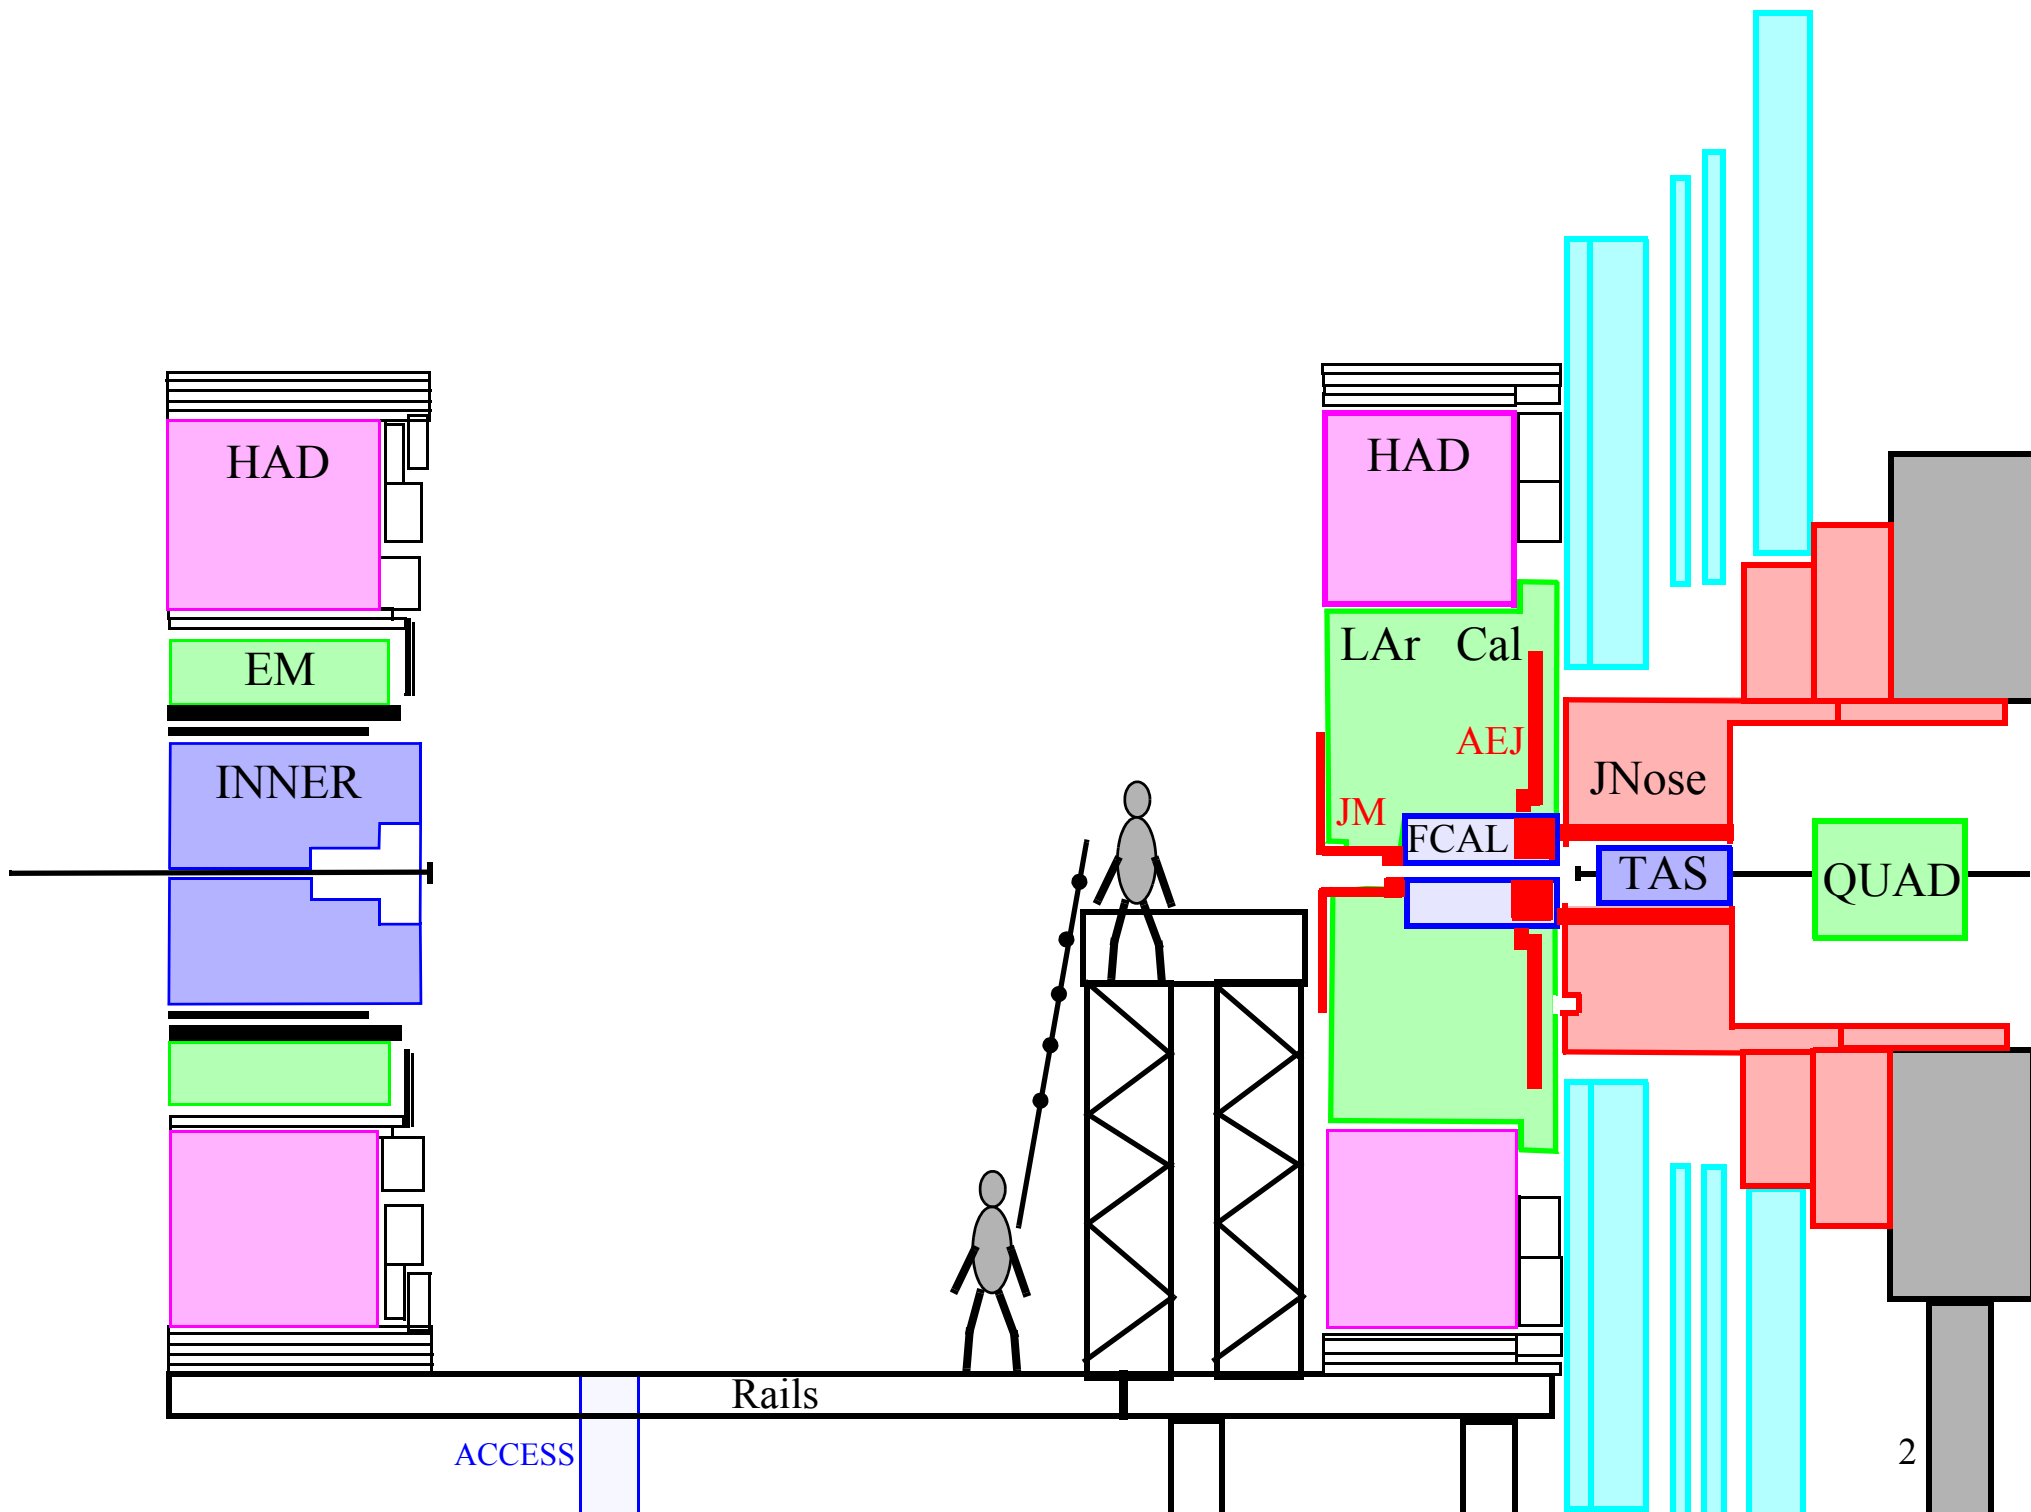 HAD
HAD
LAr Cal
EM
AEJ
INNER
JNose
JM
FCAL
TAS
QUAD
Rails
ACCESS
2